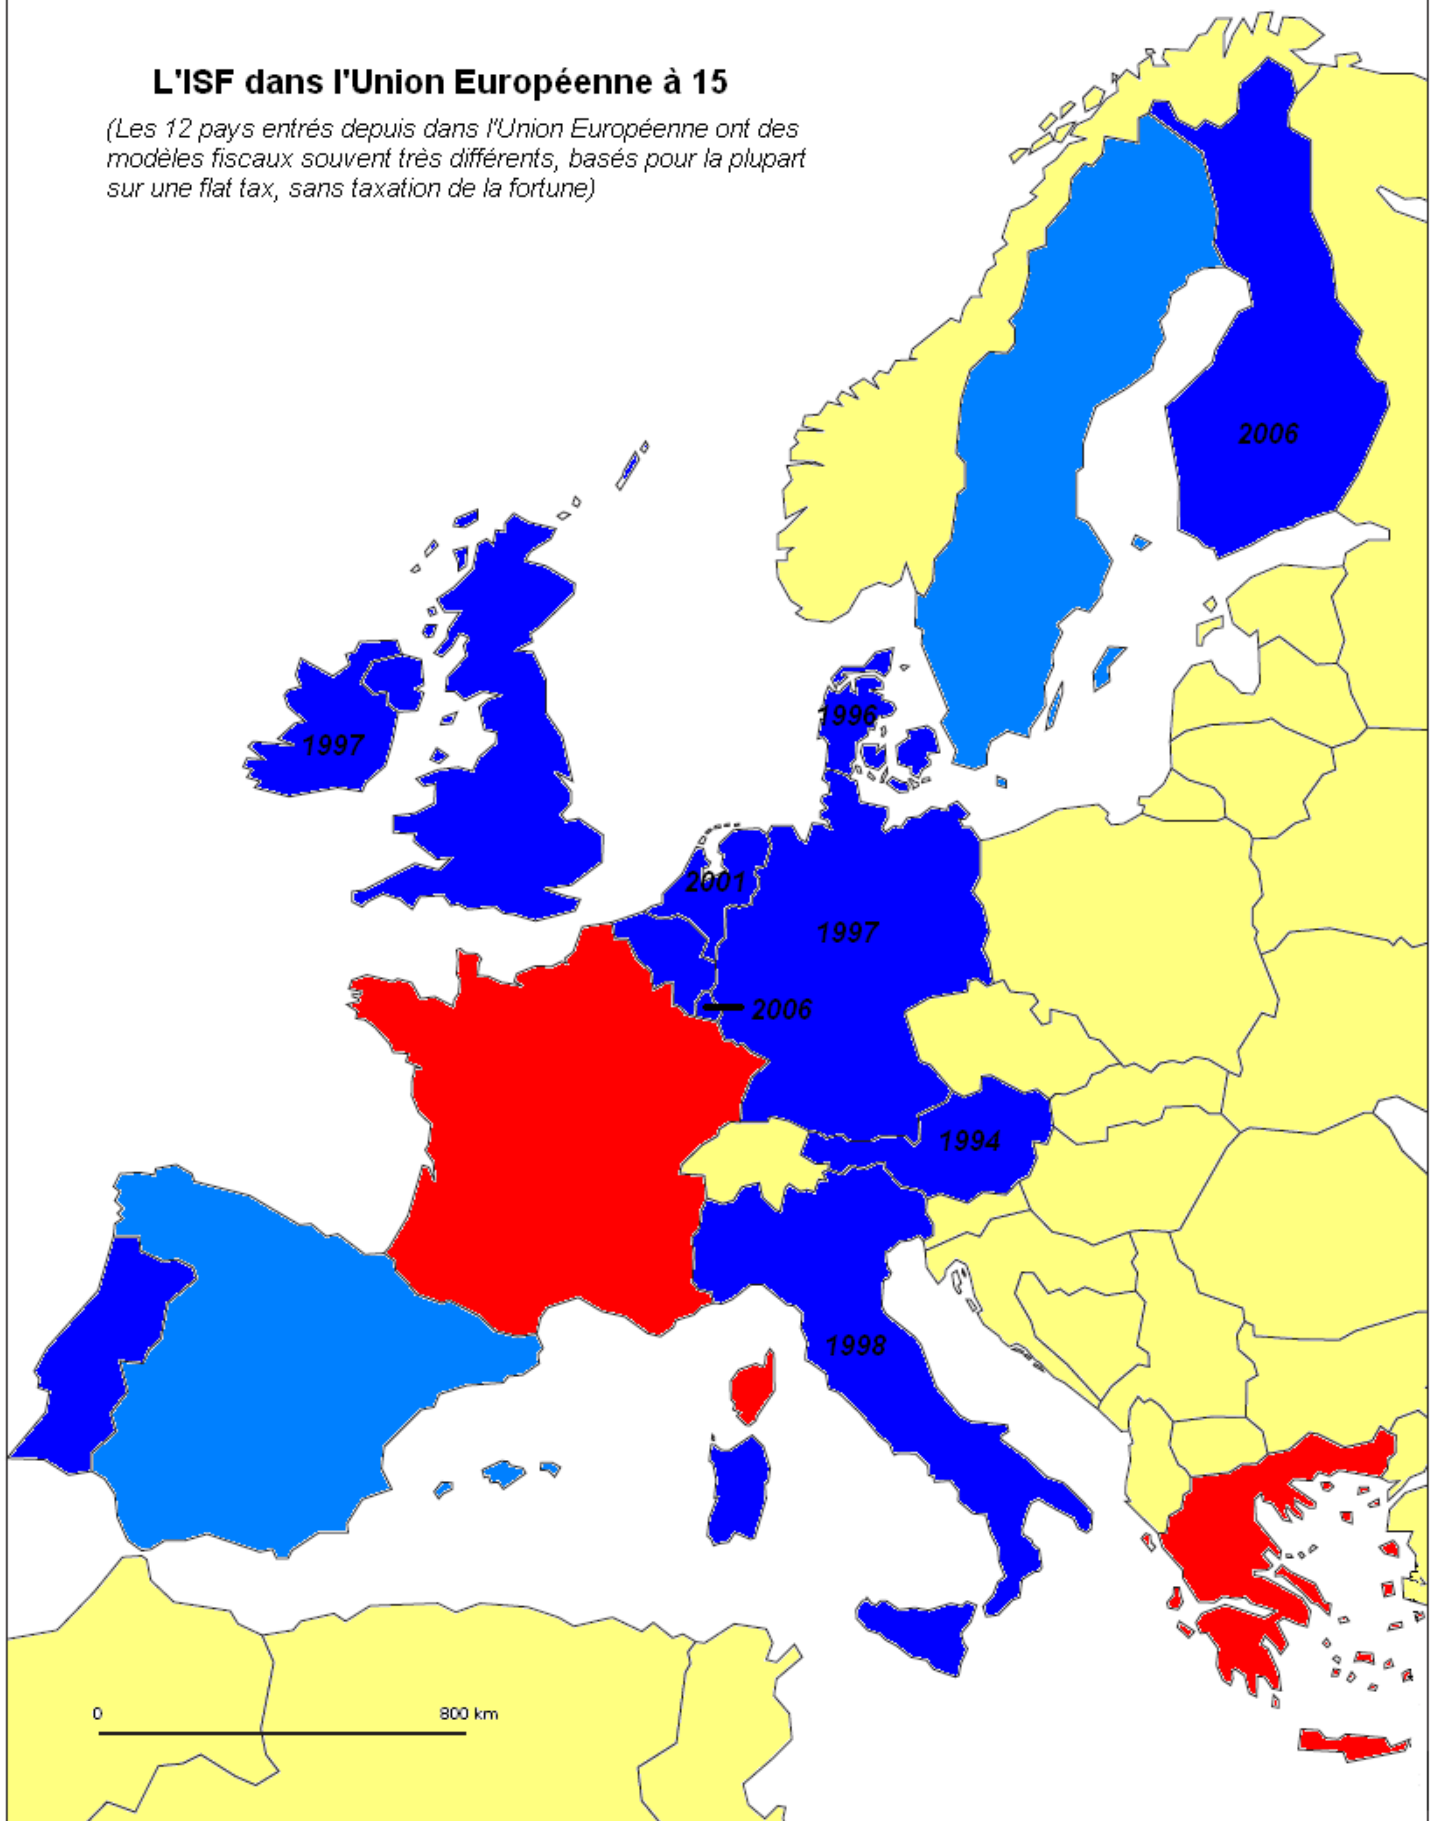 L'ISF dans l'Union Européenne à 15
(Les 12 pays entrés depuis dans l'Union Européenne ont des
modèles fiscaux souvent très différents, basés pour la plupart
sur une flat tax, sans taxation de la fortune)
2006
1996
1997
2001
1997
2006
1994
1998
0 800 km